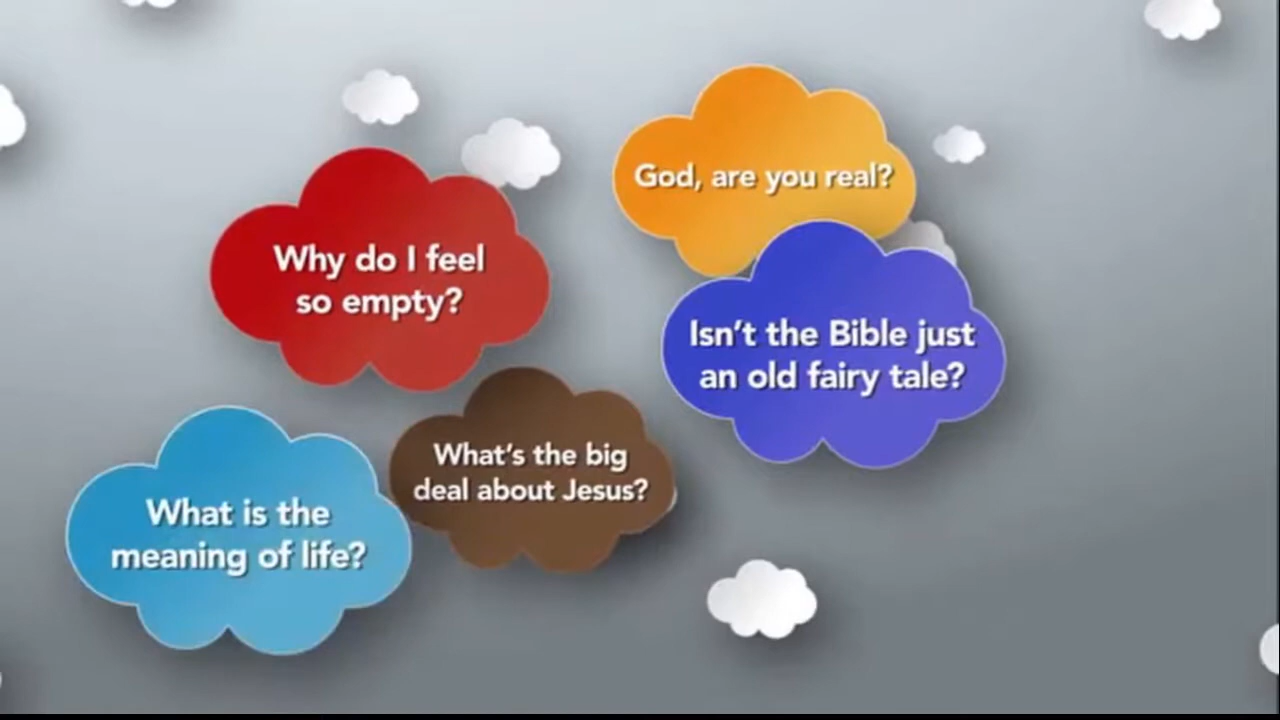 God, are you real?
Why do I feel
so empty?
Isn't the Bible just
an old fairy tale?
What's the big
deal about Jesus?
What is the
meaning of life?